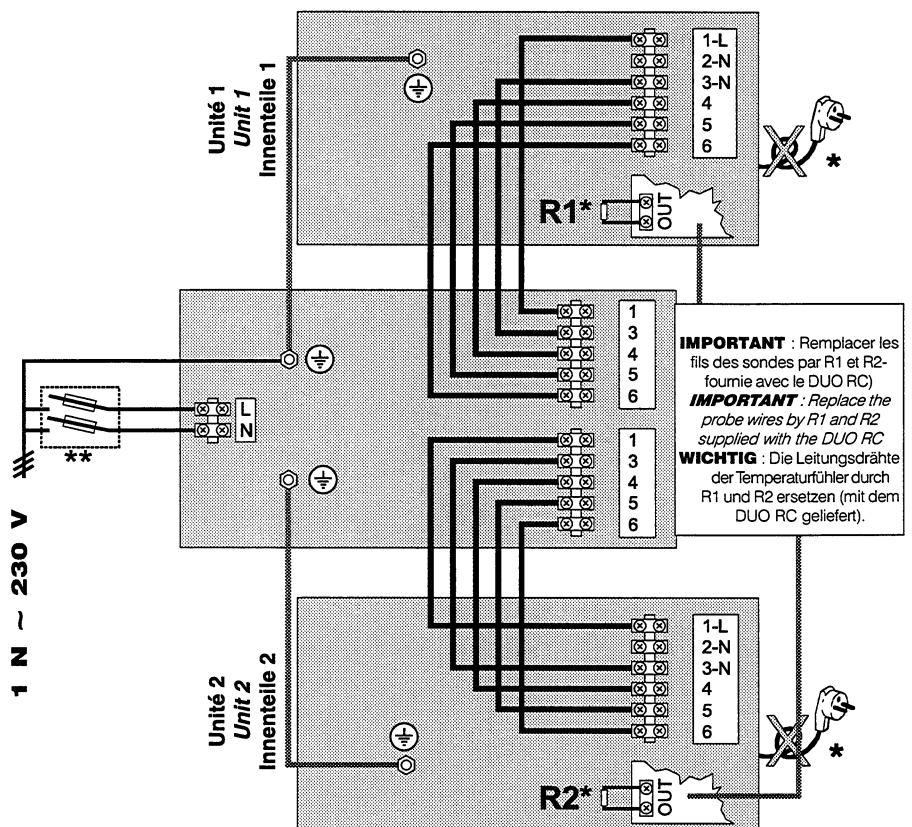 Unité 1
Unit 1
Innenteile 1
1-L
2-N
3-N
4
5
6
*
R1*
OUT
1
3
4
5
6
L
N
**
1 N ~ 230 V
1
3
4
5
6
IMPORTANT : Remplacer les
fils des sondes par R1 et R2-
fournie avec le DUO RC)
IMPORTANT : Replace the
probe wires by R1 and R2
supplied with the DUO RC
WICHTIG : Die Leitungsdrähte
der Temperaturfühler durch
R1 und R2 ersetzen (mit dem
DUO RC geliefert).
Unité 2
Unit 2
Innenteile 2
1-L
2-N
3-N
4
5
6
*
R2*
OUT